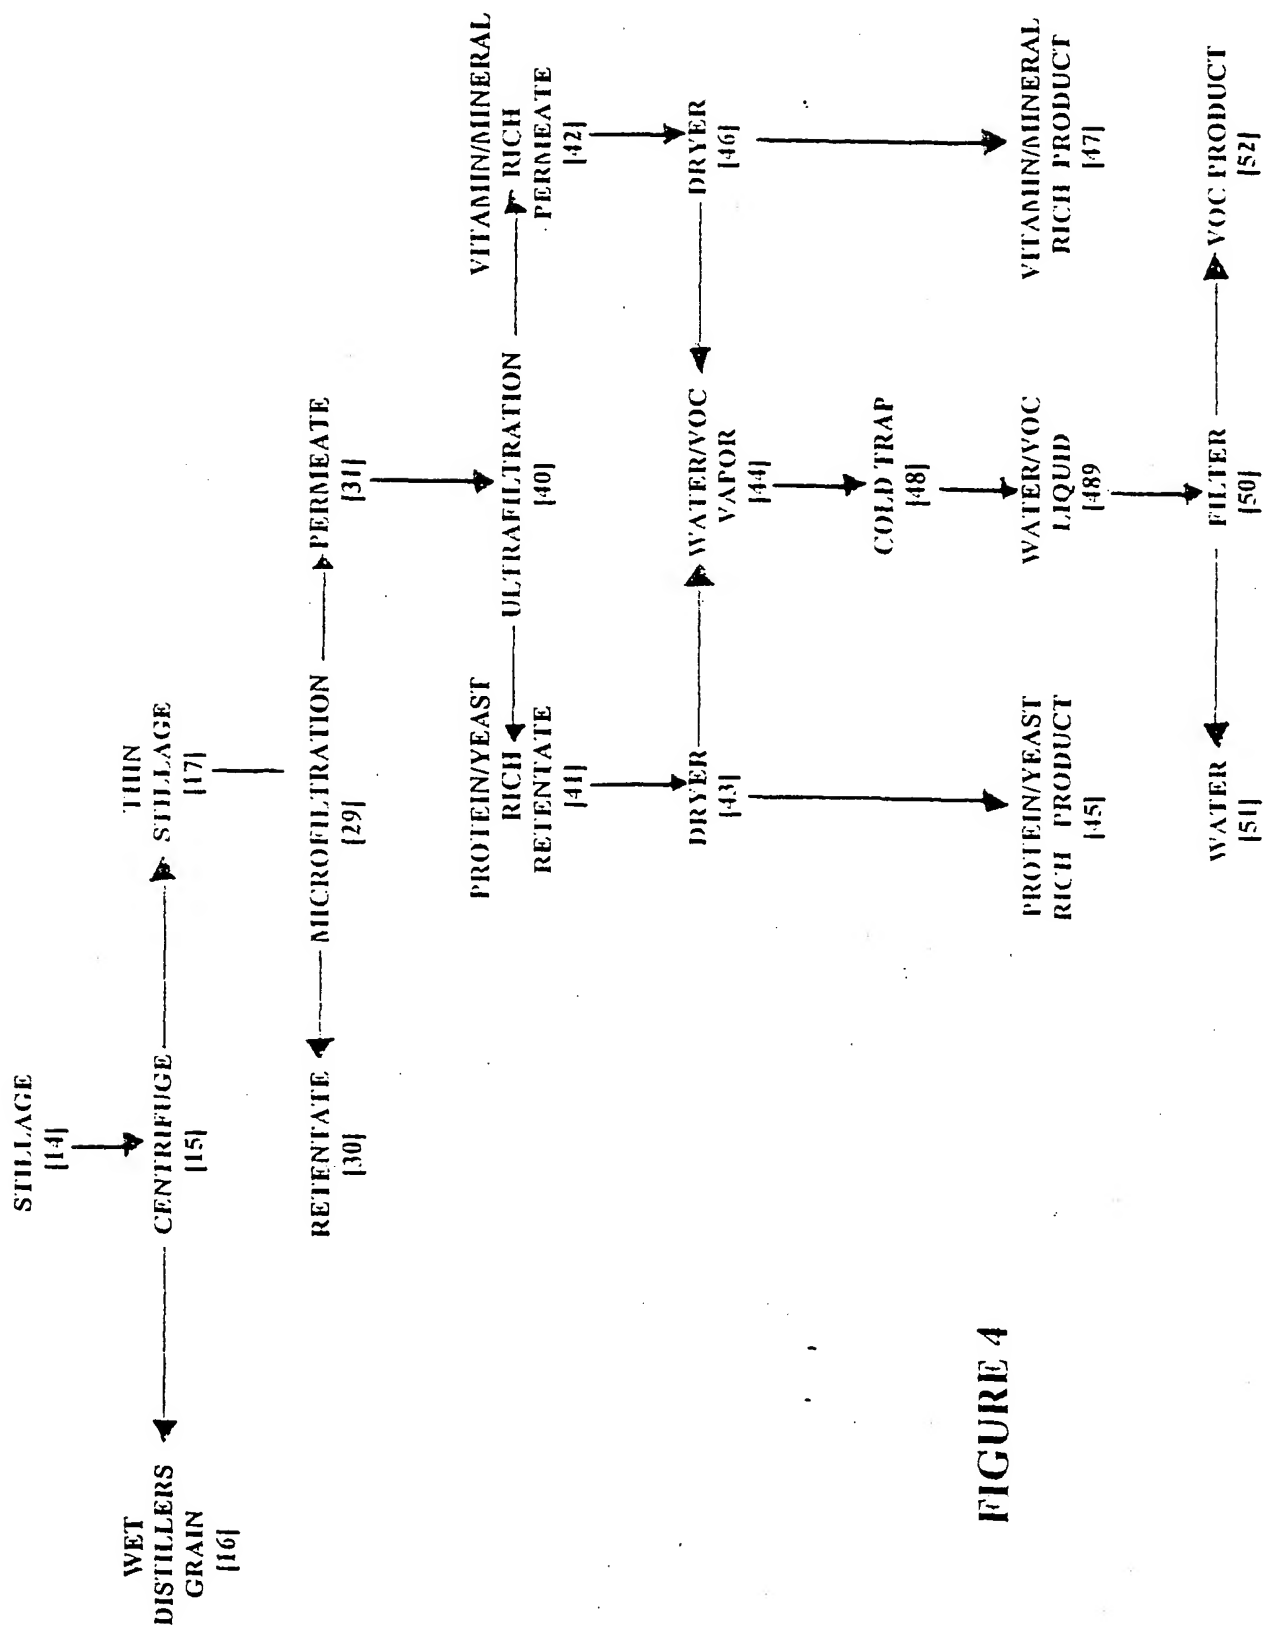 STILLAGE
[14]
WET
DISTILLERS
GRAIN
[16]
CENTRIFUGE
[15]
THIN
STILLAGE
[17]
RETENTATE
[30]
MICROFILTRATION
[29]
PERMEATE
[31]
PROTEIN/YEAST
RICH
RETENTATE
[41]
ULTRAFILTRATION
[40]
VITAMIN/MINERAL
RICH
PERMEATE
[42]
DRYER
[43]
WATER/VOC
VAPOR
[44]
DRYER
[46]
COLD TRAP
[48]
PROTEIN/YEAST
RICH PRODUCT
[45]
WATER/VOC
LIQUID
[489
VITAMIN/MINERAL
RICH PRODUCT
[47]
WATER
[51]
FILTER
[50]
VOC PRODUCT
[52]
FIGURE 4